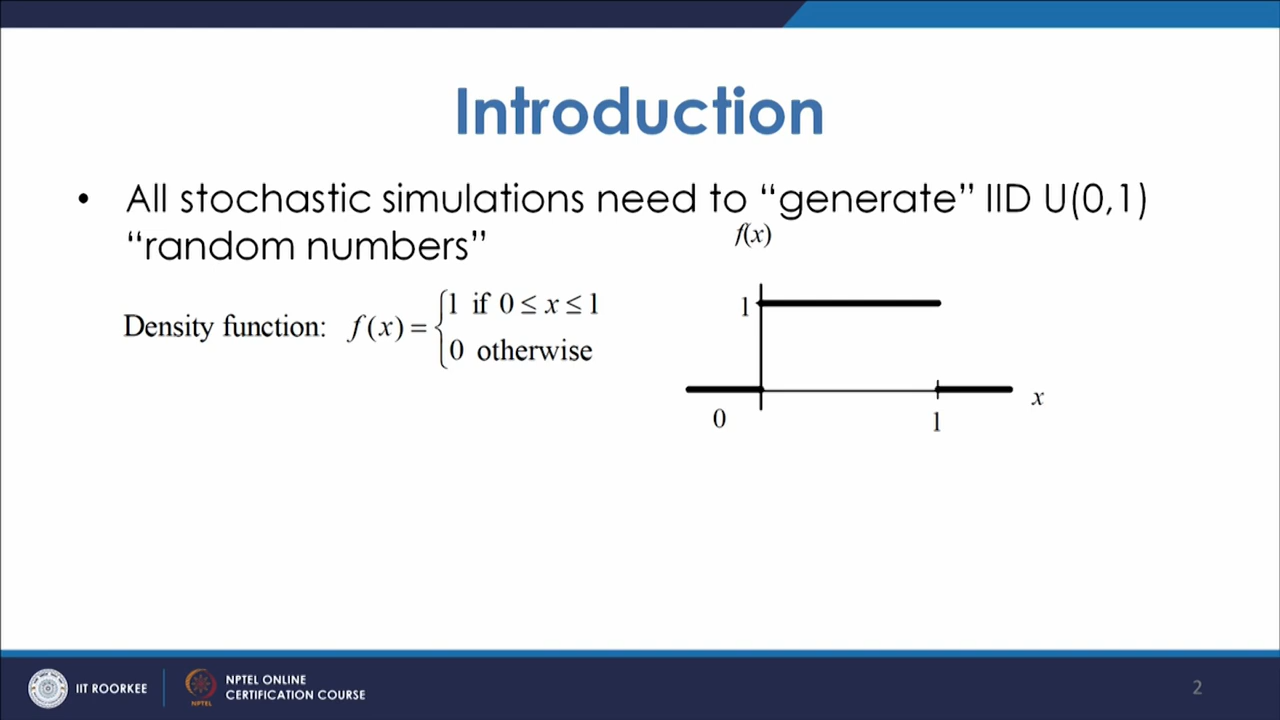 Introduction
• All stochastic simulations need to “generate” IID U(0,1)
“random numbers”
f(x)
Density function: f(x) = {1 if 0 ≤ x ≤ 1
0 otherwise
1
0
1
x
IIT ROORKEE
NPTEL
NPTEL ONLINE
CERTIFICATION COURSE
2